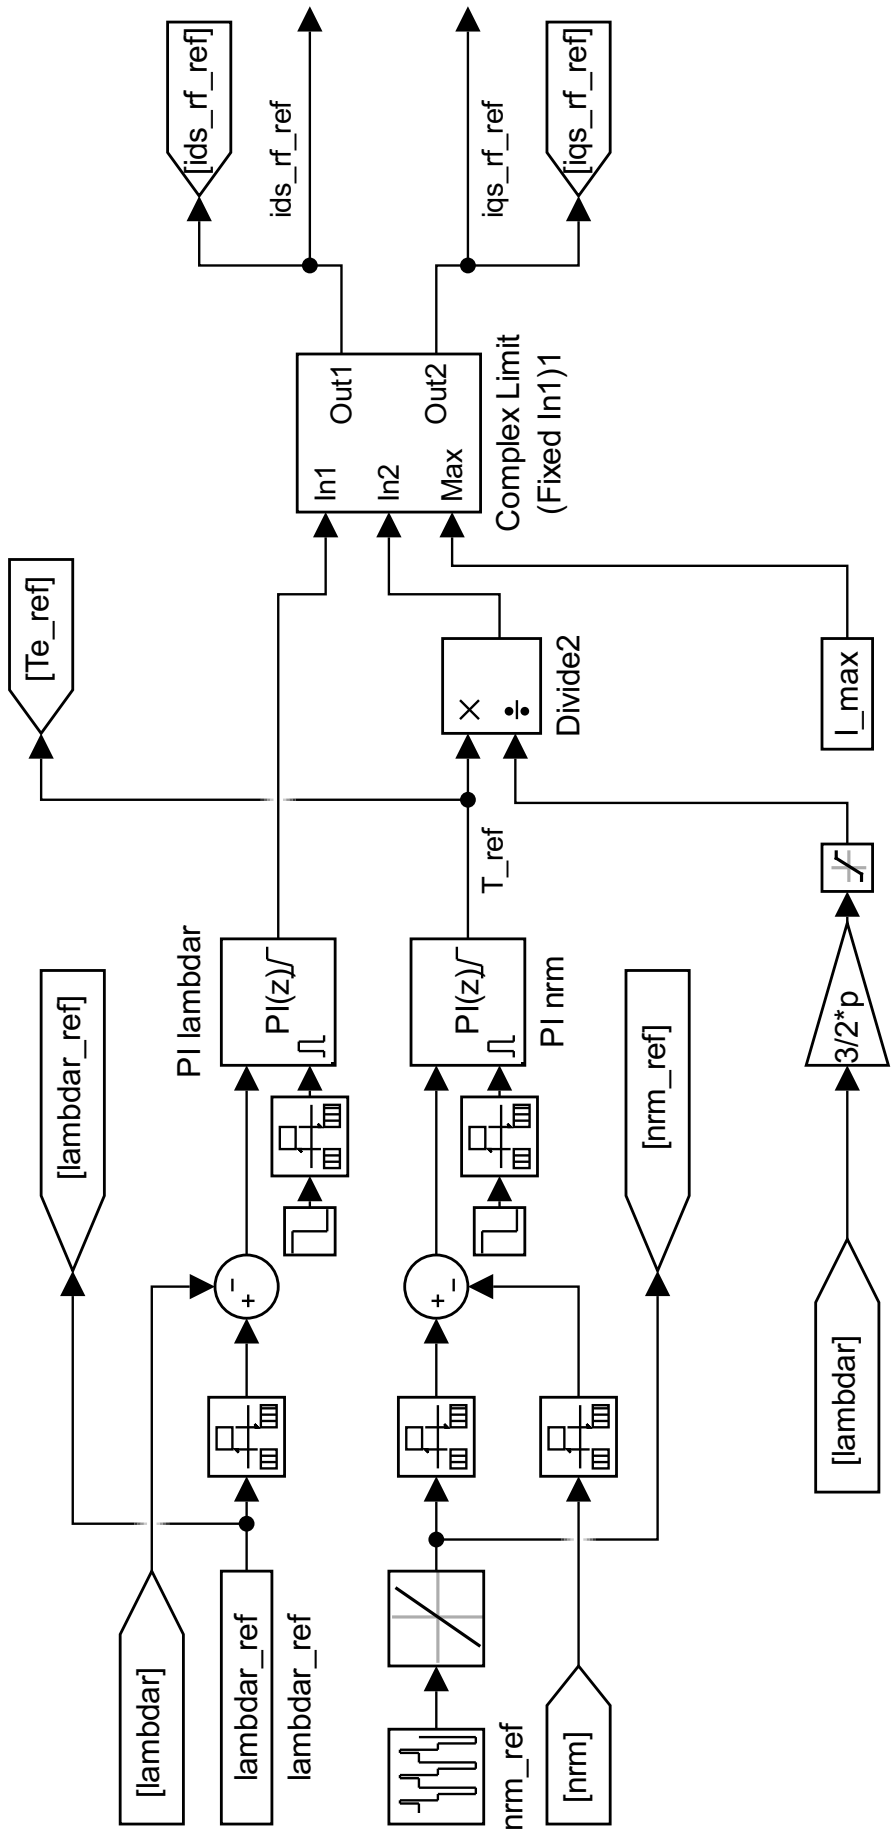 [lambdar]
lambdar_ref
lambdar_ref
[lambdar_ref]
+
−
PI lambdar
PI(z)
nrm_ref
[nrm]
+
−
[nrm_ref]
PI(z)
PI nrm
T_ref
[Te_ref]
×
÷
Divide2
[lambdar]
3/2*p
I_max
In1
In2
Max
Out1
Out2
Complex Limit
(Fixed In1)1
[ids_rf_ref]
ids_rf_ref
iqs_rf_ref
[iqs_rf_ref]